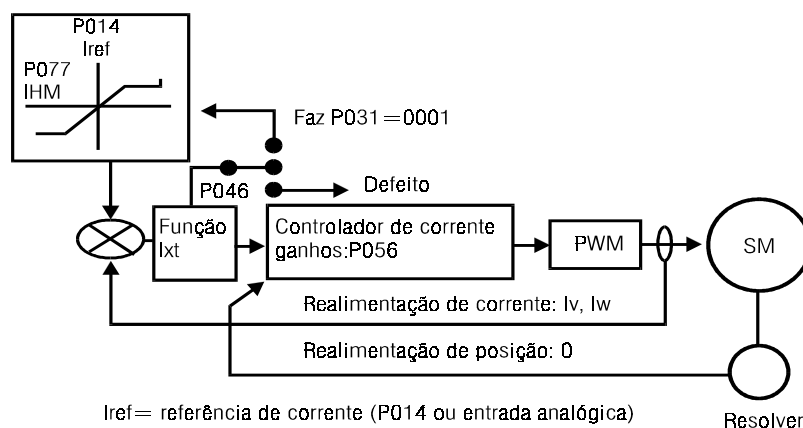 P014
Iref
P077
IHM
Faz P031=0001
P046
Defeito
Função
Ixt
Controlador de corrente
ganhos:P056
PWM
SM
Realimentação de corrente: Iv, Iw
Realimentação de posição: 0
Iref= referência de corrente (P014 ou entrada analógica)
Resolver